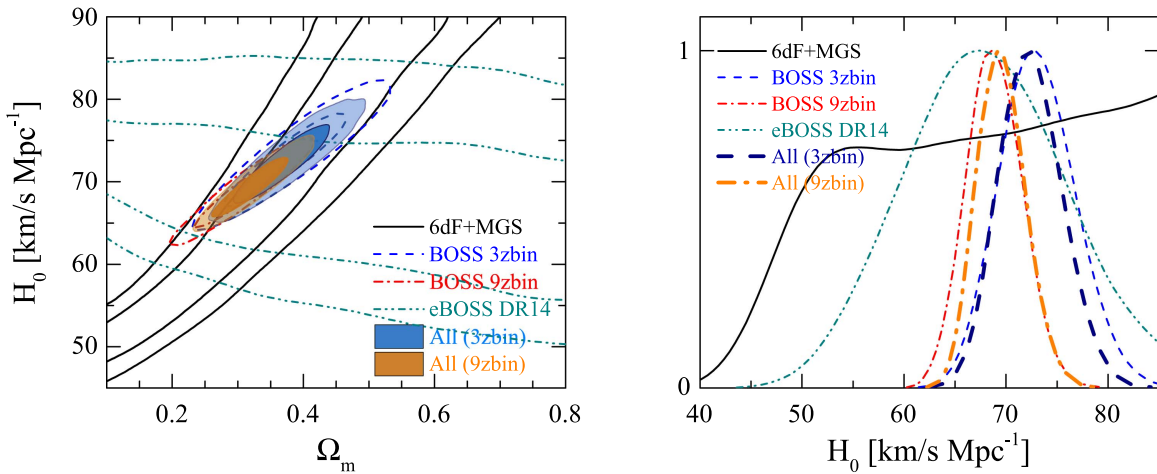 90
80
70
60
50
H₀ [km/s Mpc⁻¹]
6dF+MGS
BOSS 3zbin
BOSS 9zbin
eBOSS DR14
All (3zbin)
All (9zbin)
0.2 0.4 0.6 0.8
Ωₘ
1
0
6dF+MGS
BOSS 3zbin
BOSS 9zbin
eBOSS DR14
All (3zbin)
All (9zbin)
40 50 60 70 80
H₀ [km/s Mpc⁻¹]